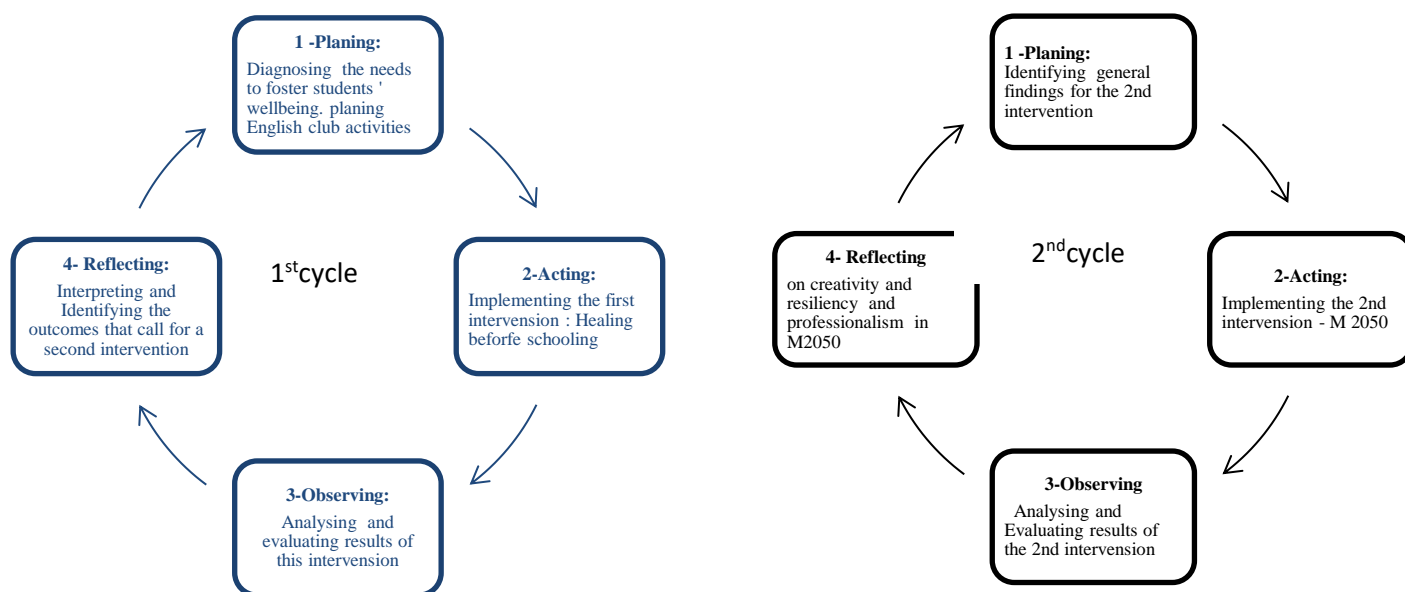 1 -Planing:
Diagnosing the needs
to foster students '
wellbeing. planing
English club activities
4- Reflecting:
Interpreting and
Identifying the
outcomes that call for a
second intervention
1stcycle
2-Acting:
Implementing the first
intervension : Healing
beforfe schooling
3-Observing:
Analysing and
evaluating results of
this intervension
1 -Planing:
Identifying general
findings for the 2nd
intervention
4- Reflecting
on creativity and
resiliency and
professionalism in
M2050
2ndcycle
2-Acting:
Implementing the 2nd
intervension - M 2050
3-Observing
Analysing and
Evaluating results of
the 2nd intervension